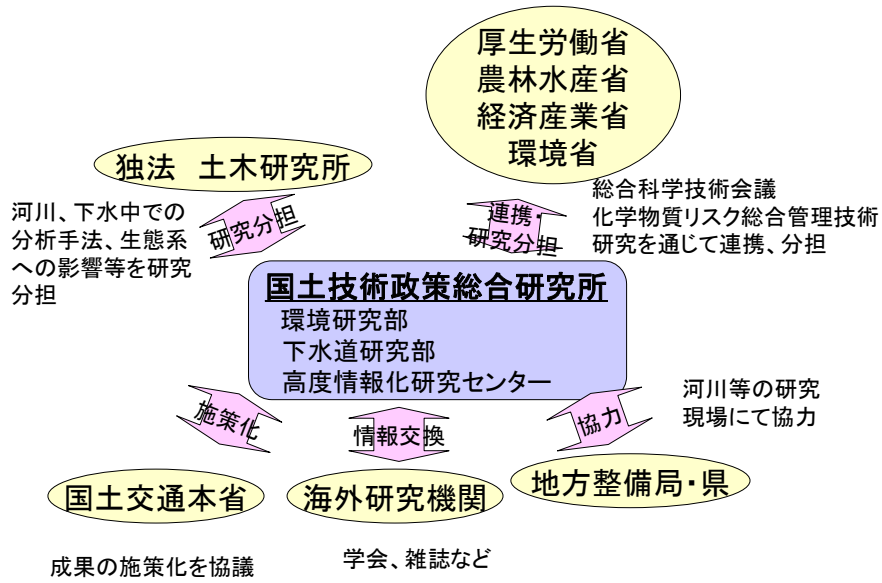 厚生労働省
農林水産省
経済産業省
環境省
独法 土木研究所
河川、下水中での
分析手法、生態系
への影響等を研究
分担
研究分担
連携・
研究分担
総合科学技術会議
化学物質リスク総合管理技術
研究を通じて連携、分担
国土技術政策総合研究所
環境研究部
下水道研究部
高度情報化研究センター
施策化
情報交換
協力
河川等の研究
現場にて協力
国土交通本省
海外研究機関
地方整備局・県
成果の施策化を協議
学会、雑誌など